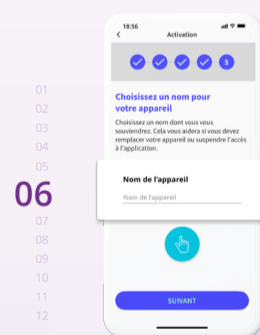 01
02
03
04
05
06
07
08
09
10
11
12
18:56
Activation
5
Choisissez un nom pour
votre appareil
Choisissez un nom dont vous vous
souviendrez. Cela vous aidera si vous devez
remplacer votre appareil ou suspendre l'accès
à l'application.
Nom de l'appareil
Nom de l'appareil
SUIVANT